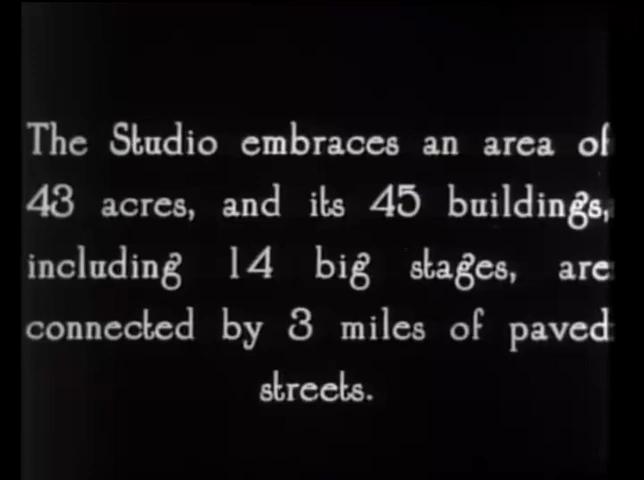 The Studio embraces an area of
43 acres, and its 45 buildings,
including 14 big stages, are
connected by 3 miles of paved
streets.